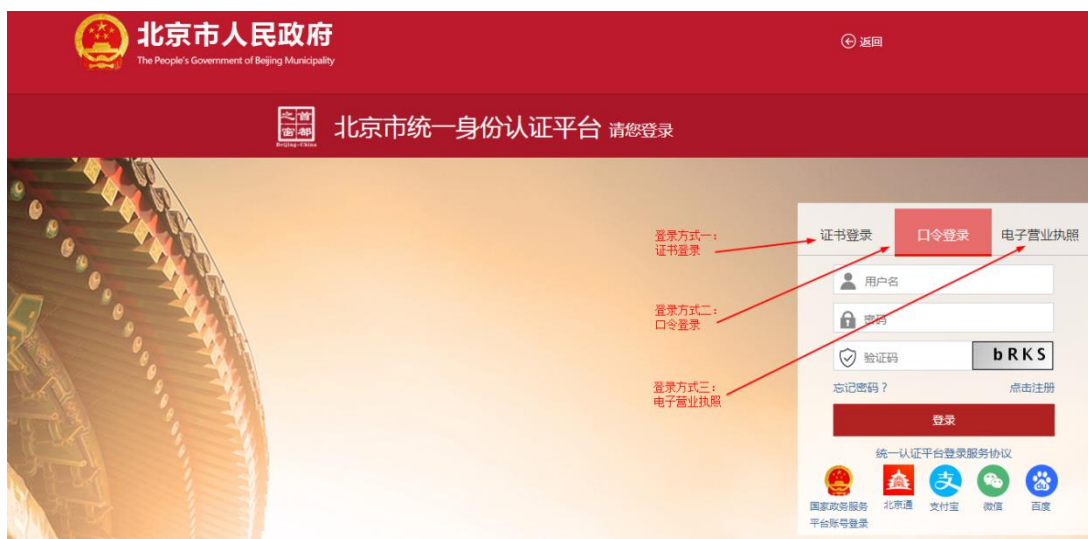 北京市人民政府
The People's Government of Beijing Municipality
返回
之首
窗都
Beijing-China
北京市统一身份认证平台 请您登录
登录方式一：
证书登录
登录方式二：
口令登录
登录方式三：
电子营业执照
证书登录 口令登录 电子营业执照
用户名
密码
验证码 bRKS
忘记密码？ 点击注册
登录
统一认证平台登录服务协议
支
du
国家政务服务
平台账号登录
北京通 支付宝 微信 百度